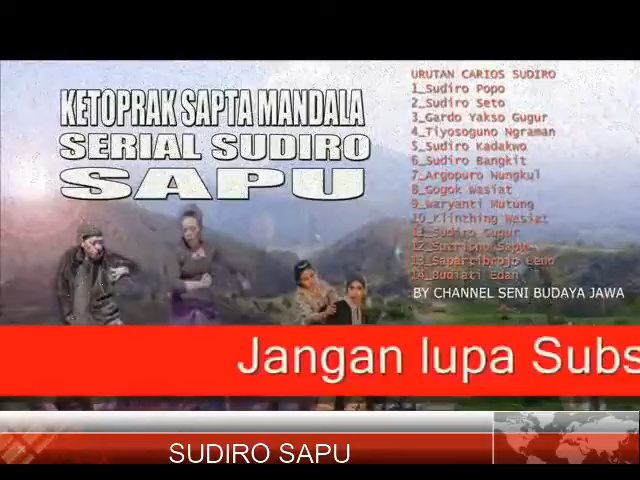 KETOPRAK SAPTA MANDALA
SERIAL SUDIRO
SAPU
URUTAN CARIOS SUDIRO
1_Sudiro Popo
2_Sudiro Seto
3_Gardo Yakso Gugur
4_Tiyosoguno Ngraman
5_Sudiro Kadakwo
6_Sudiro Bangkit
7_Argopuro Wungkul
8_Gogok Wasiat
9_Waryanti Mutung
10_Klinthing Wasiat
11_Sudiro Gugur
12_Sutrisno Sapu
13_Sapartibrojo Leno
14_Budiati Edan
BY CHANNEL SENI BUDAYA JAWA
Jangan lupa Subs
SUDIRO SAPU